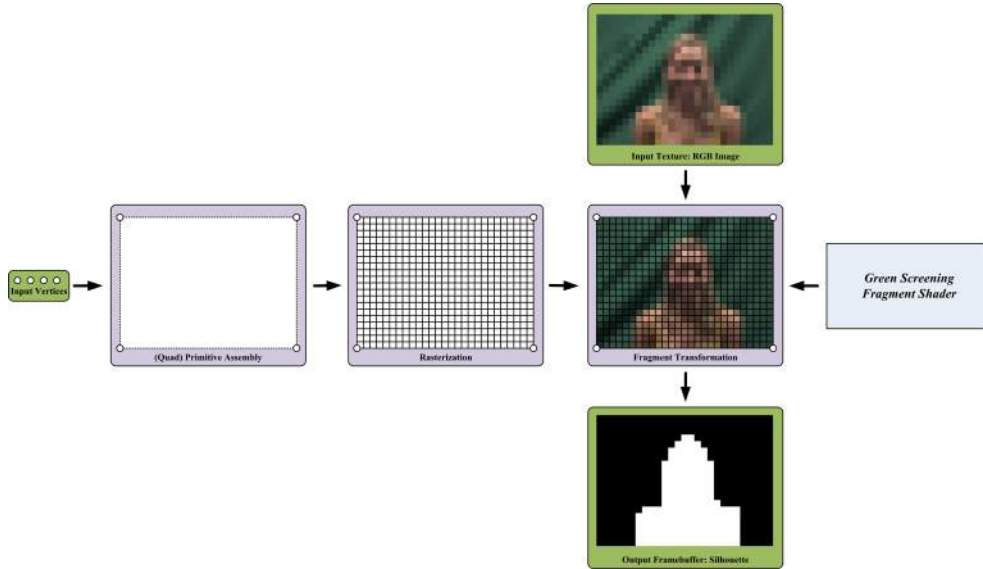 Input Texture: RGB Image
Input Vertices
(Quad) Primitive Assembly
Rasterization
Fragment Transformation
Green Screening
Fragment Shader
Output Framebuffer: Silhouette